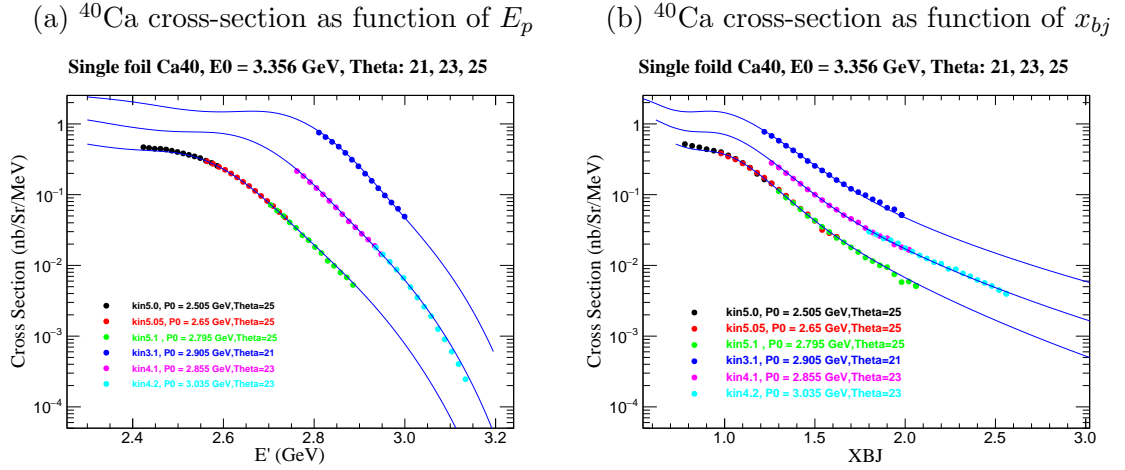 (a) ⁴⁰Ca cross-section as function of Eₚ
Single foil Ca40, E0 = 3.356 GeV, Theta: 21, 23, 25
Cross Section (nb/Sr/MeV)
1
10⁻¹
10⁻²
10⁻³
10⁻⁴
kin5.0, P0 = 2.505 GeV,Theta=25
kin5.05, P0 = 2.65 GeV,Theta=25
kin5.1 , P0 = 2.795 GeV,Theta=25
kin3.1, P0 = 2.905 GeV,Theta=21
kin4.1, P0 = 2.855 GeV,Theta=23
kin4.2, P0 = 3.035 GeV,Theta=23
2.4 2.6 2.8 3.0 3.2
E' (GeV)
(b) ⁴⁰Ca cross-section as function of x_bj
Single foild Ca40, E0 = 3.356 GeV, Theta: 21, 23, 25
Cross Section (nb/Sr/MeV)
1
10⁻¹
10⁻²
10⁻³
10⁻⁴
kin5.0, P0 = 2.505 GeV,Theta=25
kin5.05, P0 = 2.65 GeV,Theta=25
kin5.1 , P0 = 2.795 GeV,Theta=25
kin3.1, P0 = 2.905 GeV,Theta=21
kin4.1, P0 = 2.855 GeV,Theta=23
kin4.2, P0 = 3.035 GeV,Theta=23
1.0 1.5 2.0 2.5 3.0
XBJ